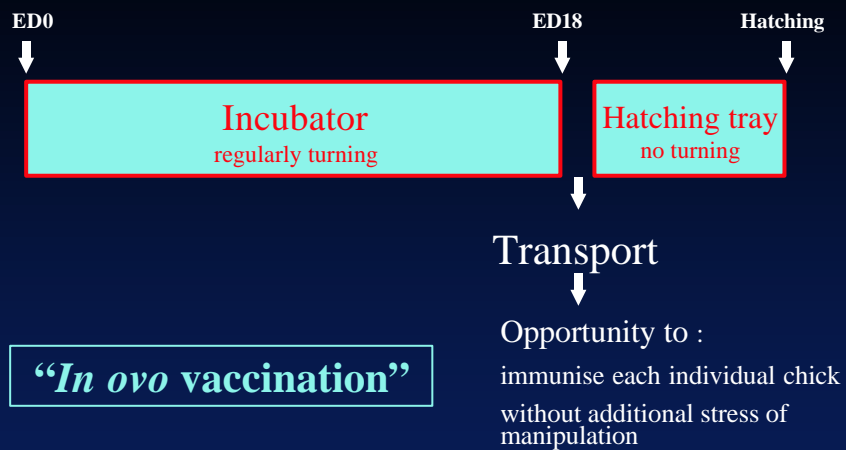 ED0 ED18 Hatching
Incubator
regularly turning
Hatching tray
no turning
Transport
Opportunity to :
immunise each individual chick
without additional stress of
manipulation
“In ovo vaccination”